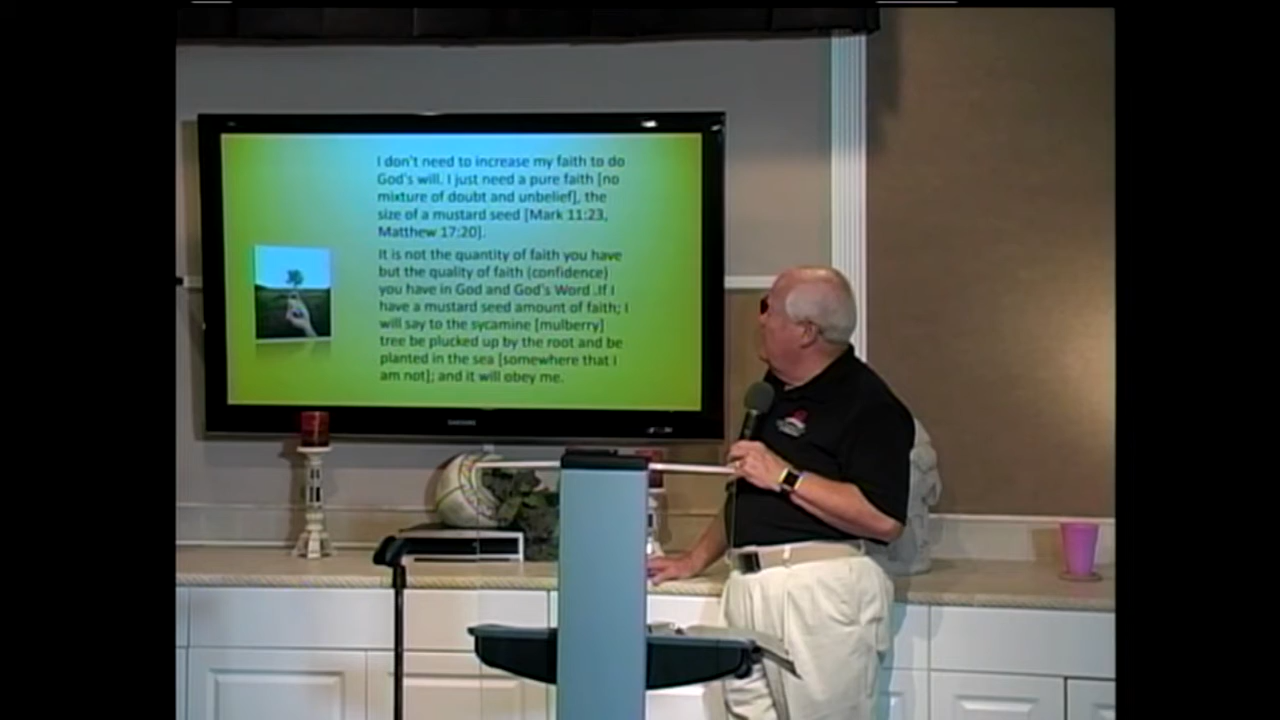 I don't need to increase my faith to do
God's will. I just need a pure faith [no
mixture of doubt and unbelief], the
size of a mustard seed [Mark 11:23,
Matthew 17:20].
It is not the quantity of faith you have
but the quality of faith (confidence)
you have in God and God's Word .If I
have a mustard seed amount of faith; I
will say to the sycamine [mulberry]
tree be plucked up by the root and be
planted in the sea [somewhere that I
am not]; and it will obey me.
SAMSUNG